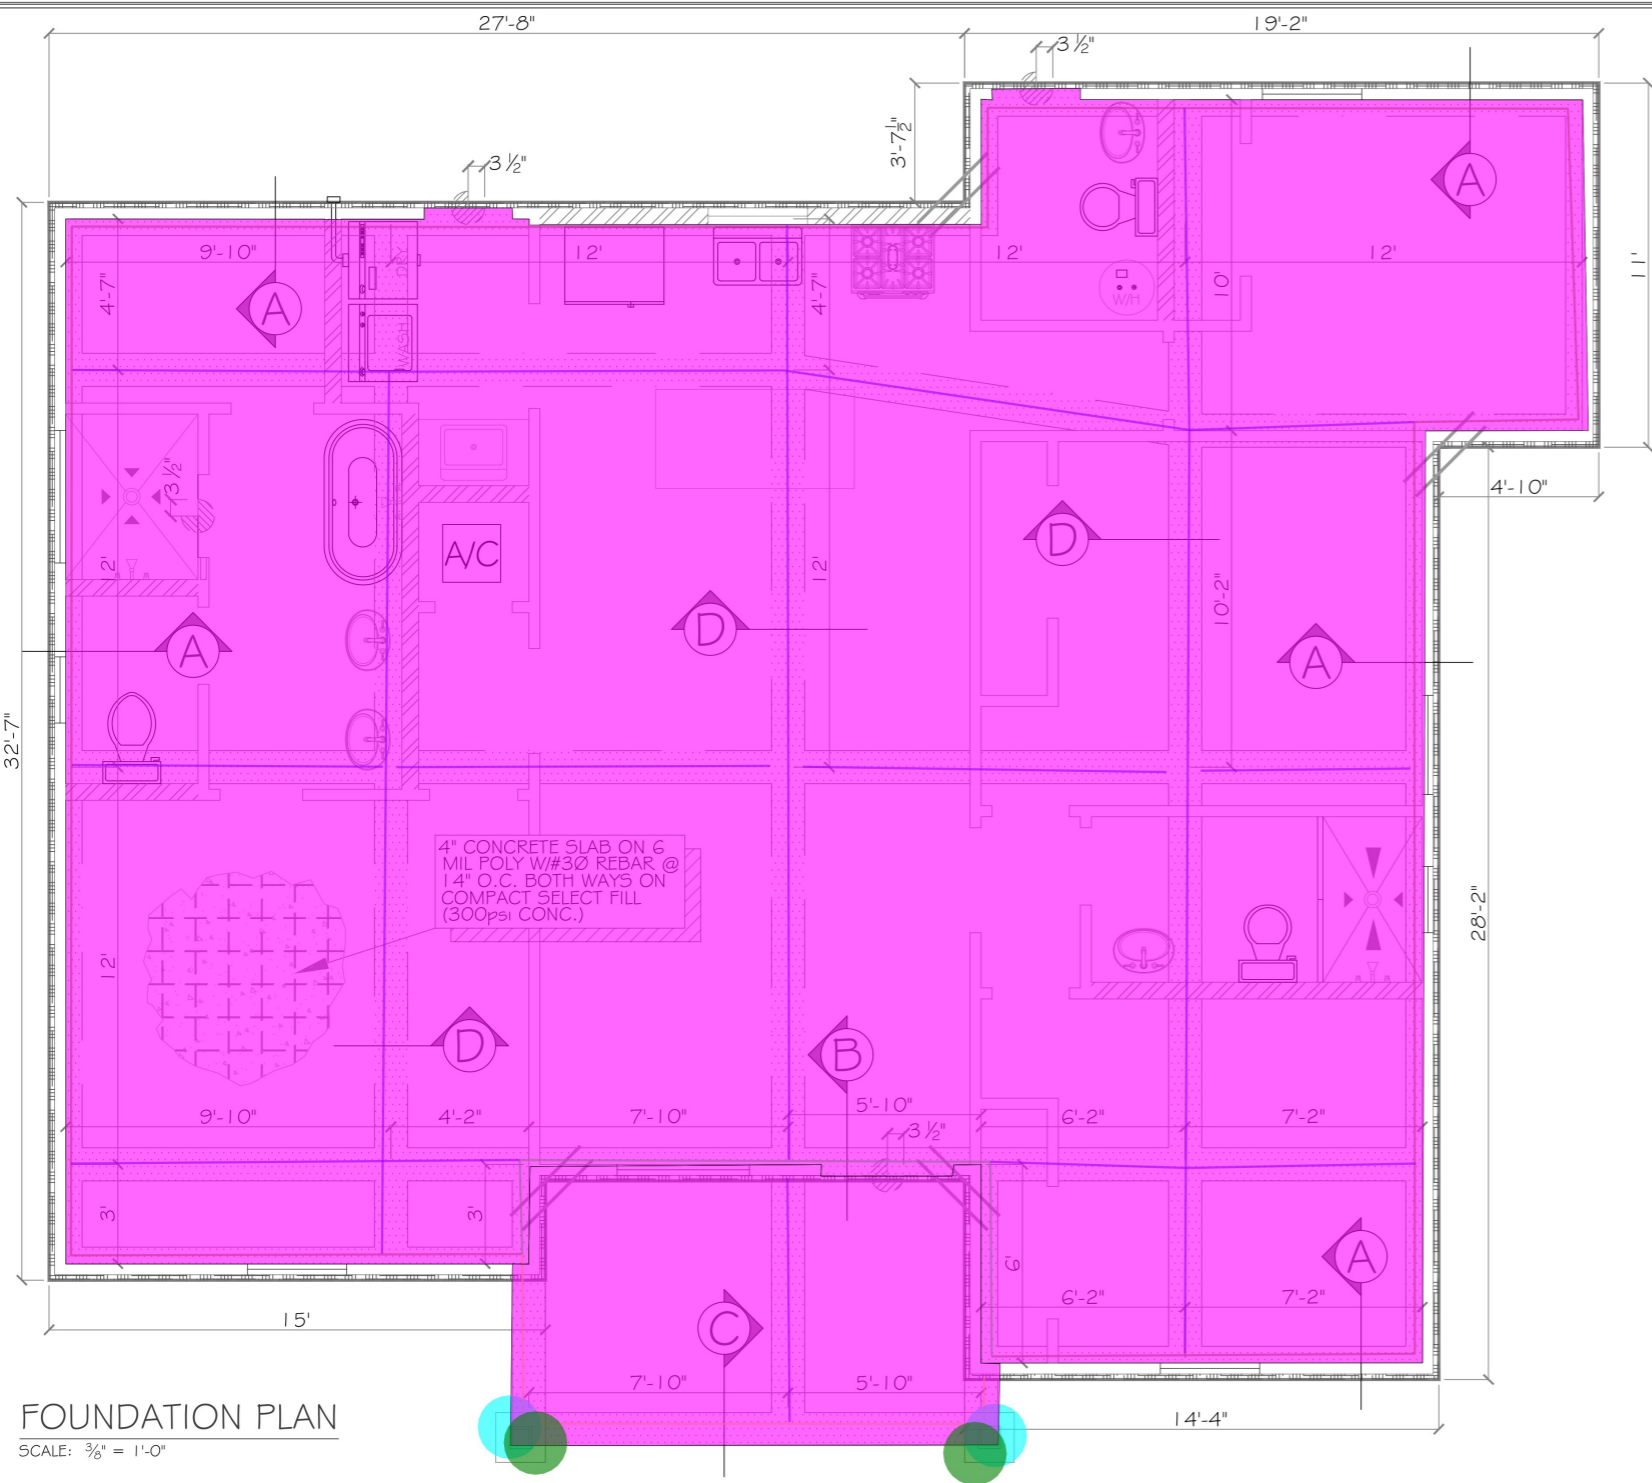 27'-8"
19'-2"
3 ½"
3'-7½"
3 ½"
A
9'-10"
12'
12'
12'
11'
4'-7"
A
DRY
4'-7"
10'
W/H
WASH
4'-10"
3 ½"
12'
A/C
D
12'
10'-2"
A
D
A
32'-7"
4" CONCRETE SLAB ON 6
MIL POLY W/#3Ø REBAR @
14" O.C. BOTH WAYS ON
COMPACT SELECT FILL
(300psi CONC.)
28'-2"
12'
D
B
9'-10"
4'-2"
7'-10"
5'-10"
6'-2"
7'-2"
3 ½"
3'
3'
6'
A
6'-2"
7'-2"
15'
C
7'-10"
5'-10"
14'-4"
FOUNDATION PLAN
SCALE: ⅜" = 1'-0"